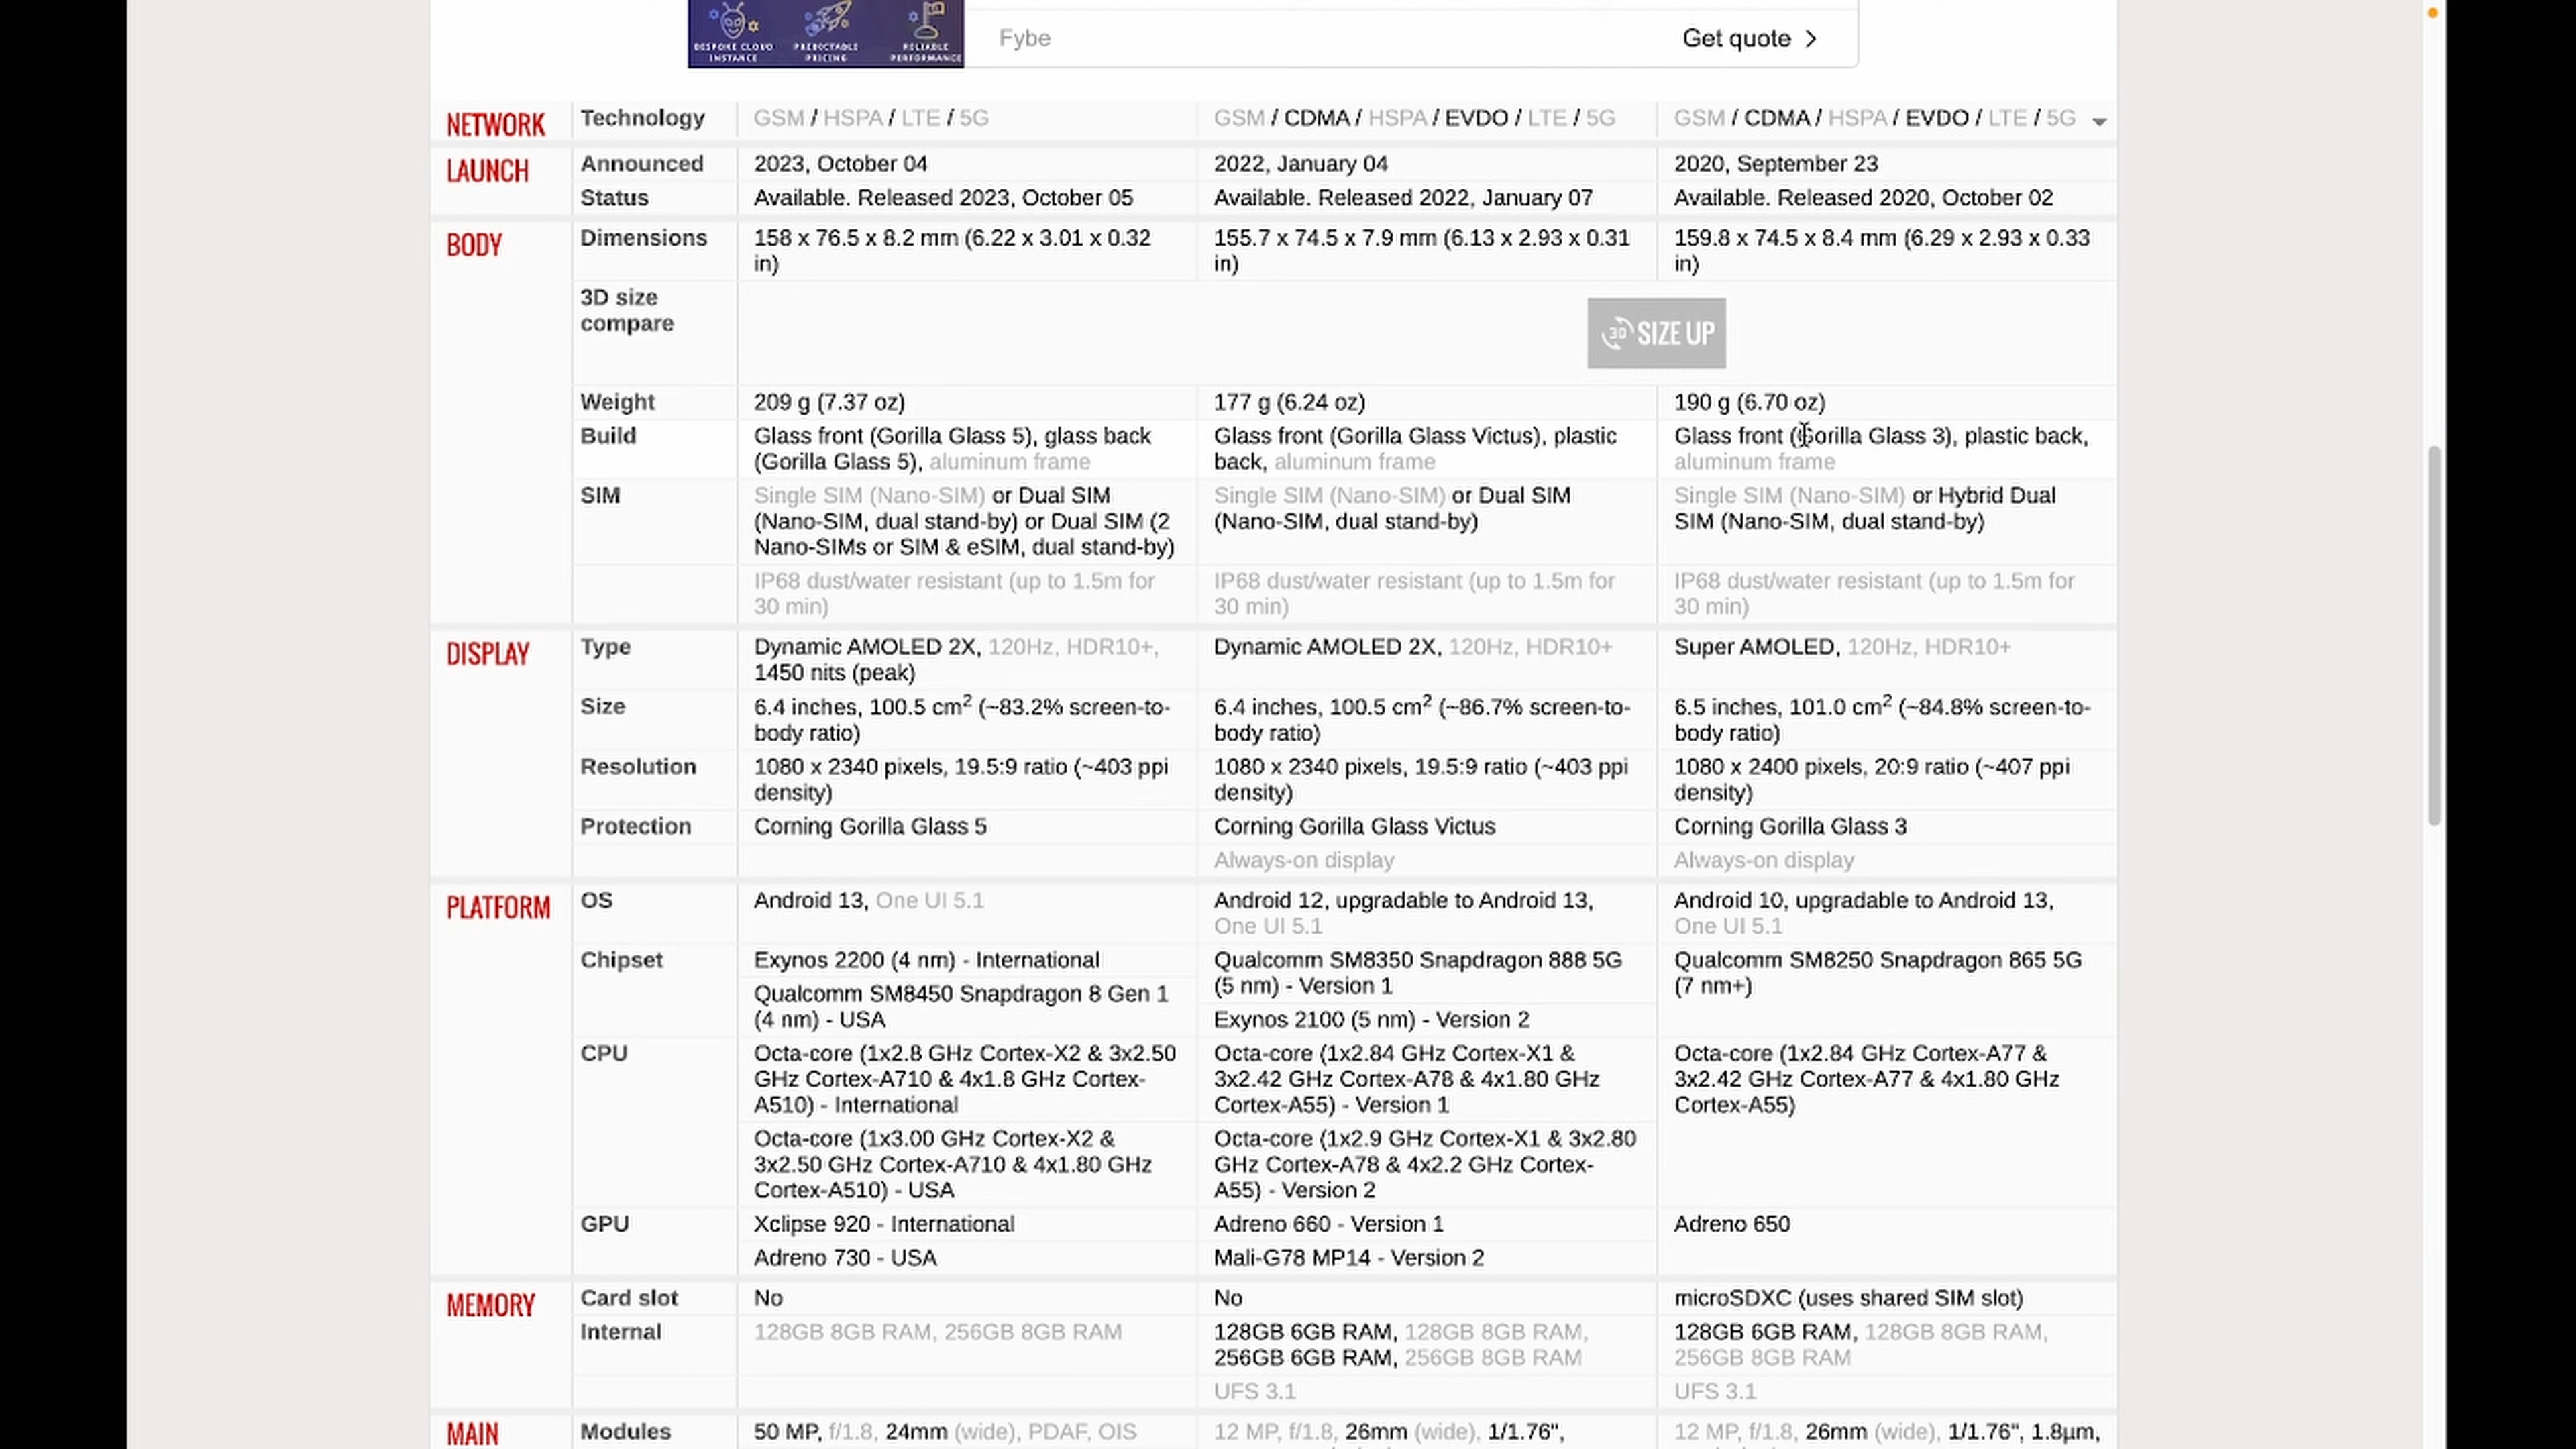 BESPOKE CLOUD INSTANCE
PREDICTABLE PRICING
RELIABLE PERFORMANCE
Fybe
Get quote
NETWORK
Technology
GSM / HSPA / LTE / 5G
GSM / CDMA / HSPA / EVDO / LTE / 5G
GSM / CDMA / HSPA / EVDO / LTE / 5G
LAUNCH
Announced
2023, October 04
2022, January 04
2020, September 23
Status
Available. Released 2023, October 05
Available. Released 2022, January 07
Available. Released 2020, October 02
BODY
Dimensions
158 x 76.5 x 8.2 mm (6.22 x 3.01 x 0.32
in)
155.7 x 74.5 x 7.9 mm (6.13 x 2.93 x 0.31
in)
159.8 x 74.5 x 8.4 mm (6.29 x 2.93 x 0.33
in)
3D size
compare
3D SIZE UP
Weight
209 g (7.37 oz)
177 g (6.24 oz)
190 g (6.70 oz)
Build
Glass front (Gorilla Glass 5), glass back
(Gorilla Glass 5), aluminum frame
Glass front (Gorilla Glass Victus), plastic
back, aluminum frame
Glass front (Gorilla Glass 3), plastic back,
aluminum frame
SIM
Single SIM (Nano-SIM) or Dual SIM
(Nano-SIM, dual stand-by) or Dual SIM (2
Nano-SIMs or SIM & eSIM, dual stand-by)
Single SIM (Nano-SIM) or Dual SIM
(Nano-SIM, dual stand-by)
Single SIM (Nano-SIM) or Hybrid Dual
SIM (Nano-SIM, dual stand-by)
IP68 dust/water resistant (up to 1.5m for
30 min)
IP68 dust/water resistant (up to 1.5m for
30 min)
IP68 dust/water resistant (up to 1.5m for
30 min)
DISPLAY
Type
Dynamic AMOLED 2X, 120Hz, HDR10+,
1450 nits (peak)
Dynamic AMOLED 2X, 120Hz, HDR10+
Super AMOLED, 120Hz, HDR10+
Size
6.4 inches, 100.5 cm2 (~83.2% screen-to-
body ratio)
6.4 inches, 100.5 cm2 (~86.7% screen-to-
body ratio)
6.5 inches, 101.0 cm2 (~84.8% screen-to-
body ratio)
Resolution
1080 x 2340 pixels, 19.5:9 ratio (~403 ppi
density)
1080 x 2340 pixels, 19.5:9 ratio (~403 ppi
density)
1080 x 2400 pixels, 20:9 ratio (~407 ppi
density)
Protection
Corning Gorilla Glass 5
Corning Gorilla Glass Victus
Corning Gorilla Glass 3
Always-on display
Always-on display
PLATFORM
OS
Android 13, One UI 5.1
Android 12, upgradable to Android 13,
One UI 5.1
Android 10, upgradable to Android 13,
One UI 5.1
Chipset
Exynos 2200 (4 nm) - International
Qualcomm SM8450 Snapdragon 8 Gen 1
(4 nm) - USA
Qualcomm SM8350 Snapdragon 888 5G
(5 nm) - Version 1
Exynos 2100 (5 nm) - Version 2
Qualcomm SM8250 Snapdragon 865 5G
(7 nm+)
CPU
Octa-core (1x2.8 GHz Cortex-X2 & 3x2.50
GHz Cortex-A710 & 4x1.8 GHz Cortex-
A510) - International
Octa-core (1x3.00 GHz Cortex-X2 &
3x2.50 GHz Cortex-A710 & 4x1.80 GHz
Cortex-A510) - USA
Octa-core (1x2.84 GHz Cortex-X1 &
3x2.42 GHz Cortex-A78 & 4x1.80 GHz
Cortex-A55) - Version 1
Octa-core (1x2.9 GHz Cortex-X1 & 3x2.80
GHz Cortex-A78 & 4x2.2 GHz Cortex-
A55) - Version 2
Octa-core (1x2.84 GHz Cortex-A77 &
3x2.42 GHz Cortex-A77 & 4x1.80 GHz
Cortex-A55)
GPU
Xclipse 920 - International
Adreno 730 - USA
Adreno 660 - Version 1
Mali-G78 MP14 - Version 2
Adreno 650
MEMORY
Card slot
No
No
microSDXC (uses shared SIM slot)
Internal
128GB 8GB RAM, 256GB 8GB RAM
128GB 6GB RAM, 128GB 8GB RAM,
256GB 6GB RAM, 256GB 8GB RAM
128GB 6GB RAM, 128GB 8GB RAM,
256GB 8GB RAM
UFS 3.1
UFS 3.1
MAIN
Modules
50 MP, f/1.8, 24mm (wide), PDAF, OIS
12 MP, f/1.8, 26mm (wide), 1/1.76",
12 MP, f/1.8, 26mm (wide), 1/1.76", 1.8µm,